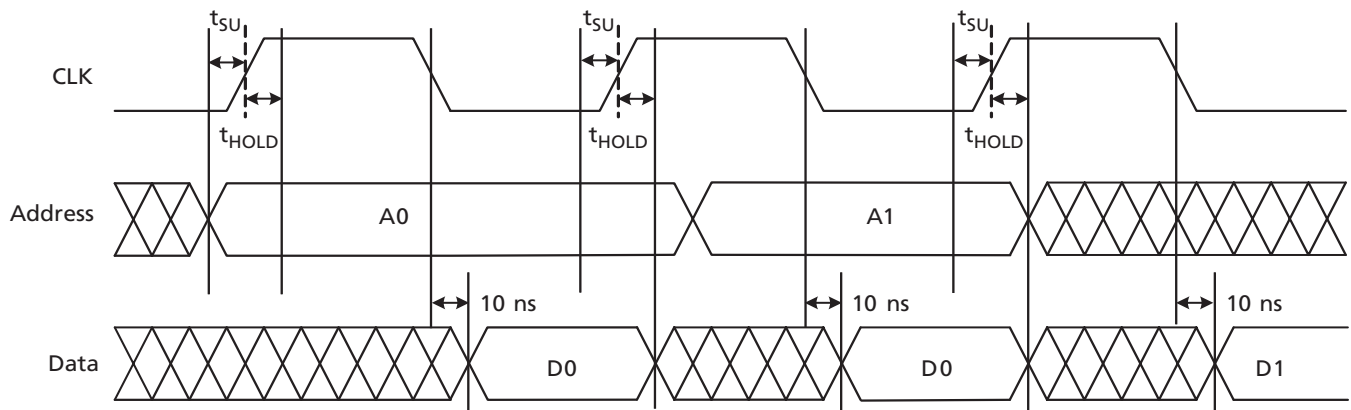 tSU tSU tSU
CLK
tHOLD tHOLD tHOLD
Address A0 A1
10 ns 10 ns 10 ns
Data D0 D0 D1